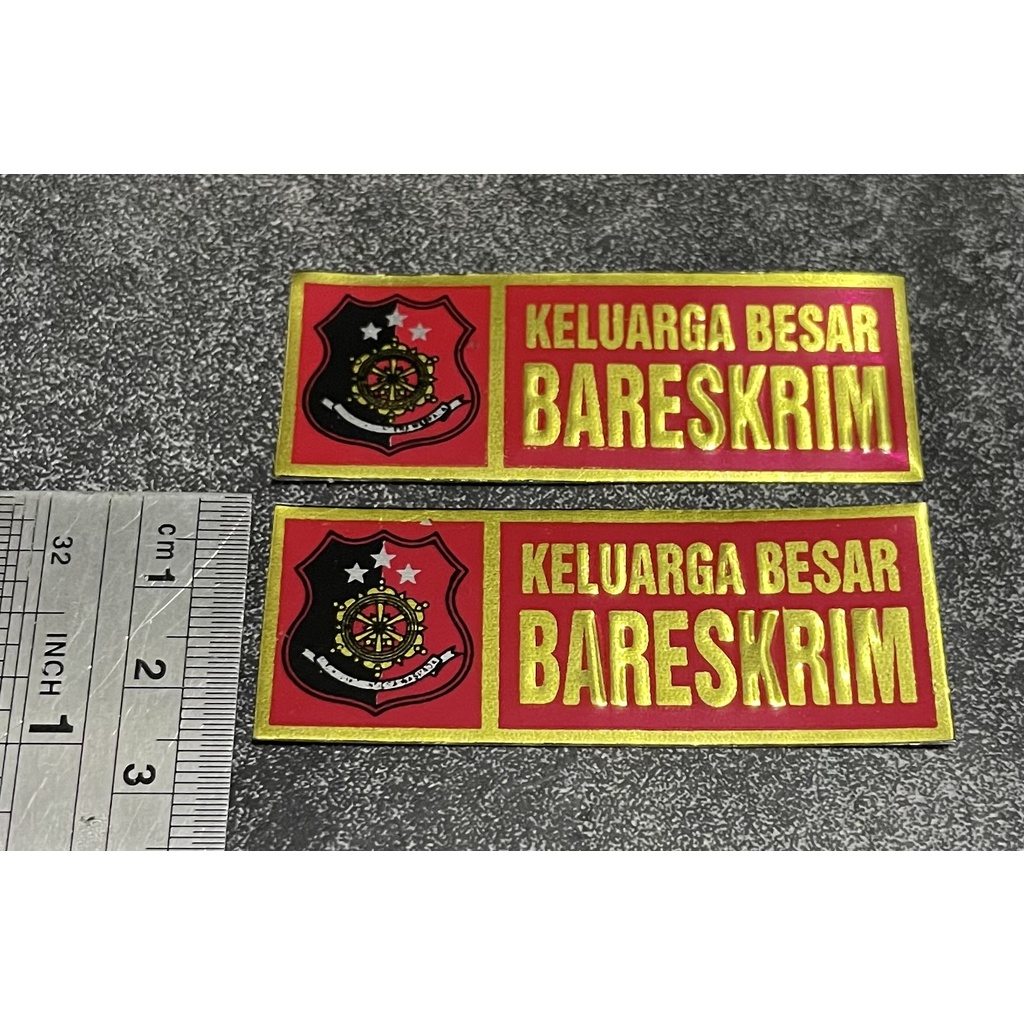 KELUARGA BESAR
BARESKRIM
KELUARGA BESAR
BARESKRIM
cm 1
2
3
32
INCH 1